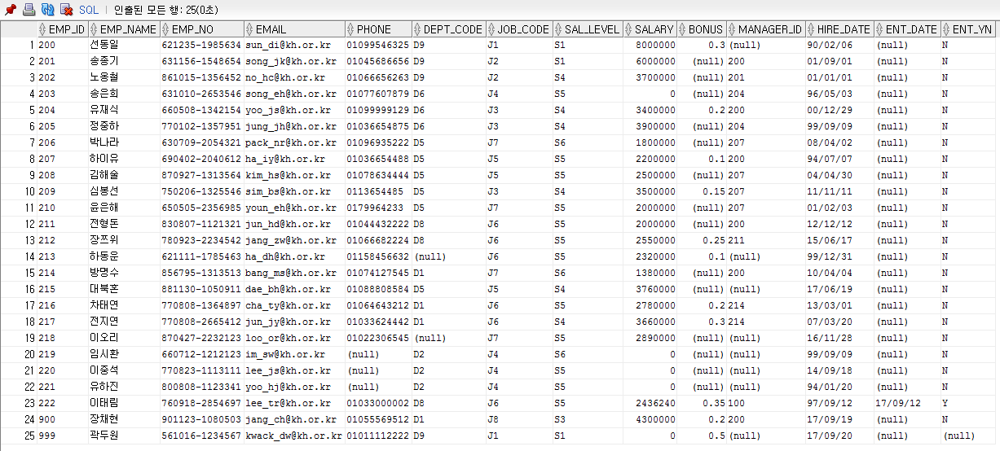 SQL | 인출된 모든 행: 25(0초)
EMP_ID EMP_NAME EMP_NO EMAIL PHONE DEPT_CODE JOB_CODE SAL_LEVEL SALARY BONUS MANAGER_ID HIRE_DATE ENT_DATE ENT_YN
1 200 선동일 621235-1985634 sun_di@kh.or.kr 01099546325 D9 J1 S1 8000000 0.3 (null) 90/02/06 (null) N
2 201 송종기 631156-1548654 song_jk@kh.or.kr 01045686656 D9 J2 S1 6000000 (null) 200 01/09/01 (null) N
3 202 노옹철 861015-1356452 no_hc@kh.or.kr 01066656263 D9 J2 S4 3700000 (null) 201 01/01/01 (null) N
4 203 송은희 631010-2653546 song_eh@kh.or.kr 01077607879 D6 J4 S5 0 (null) 204 96/05/03 (null) N
5 204 유재식 660508-1342154 yoo_js@kh.or.kr 01099999129 D6 J3 S4 3400000 0.2 200 00/12/29 (null) N
6 205 정중하 770102-1357951 jung_jh@kh.or.kr 01036654875 D6 J3 S4 3900000 (null) 204 99/09/09 (null) N
7 206 박나라 630709-2054321 pack_nr@kh.or.kr 01096935222 D5 J7 S6 1800000 (null) 207 08/04/02 (null) N
8 207 하이유 690402-2040612 ha_iy@kh.or.kr 01036654488 D5 J5 S5 2200000 0.1 200 94/07/07 (null) N
9 208 김해술 870927-1313564 kim_hs@kh.or.kr 01078634444 D5 J5 S5 2500000 (null) 207 04/04/30 (null) N
10 209 심봉선 750206-1325546 sim_bs@kh.or.kr 0113654485 D5 J3 S4 3500000 0.15 207 11/11/11 (null) N
11 210 윤은해 650505-2356985 youn_eh@kh.or.kr 0179964233 D5 J7 S5 2000000 (null) 207 01/02/03 (null) N
12 211 전형돈 830807-1121321 jun_hd@kh.or.kr 01044432222 D8 J6 S5 2000000 (null) 200 12/12/12 (null) N
13 212 장쯔위 780923-2234542 jang_zw@kh.or.kr 01066682224 D8 J6 S5 2550000 0.25 211 15/06/17 (null) N
14 213 하동운 621111-1785463 ha_dh@kh.or.kr 01158456632 (null) J6 S5 2320000 0.1 (null) 99/12/31 (null) N
15 214 방명수 856795-1313513 bang_ms@kh.or.kr 01074127545 D1 J7 S6 1380000 (null) 200 10/04/04 (null) N
16 215 대북혼 881130-1050911 dae_bh@kh.or.kr 01088808584 D5 J5 S4 3760000 (null) (null) 17/06/19 (null) N
17 216 차태연 770808-1364897 cha_ty@kh.or.kr 01064643212 D1 J6 S5 2780000 0.2 214 13/03/01 (null) N
18 217 전지연 770808-2665412 jun_jy@kh.or.kr 01033624442 D1 J6 S4 3660000 0.3 214 07/03/20 (null) N
19 218 이오리 870427-2232123 loo_or@kh.or.kr 01022306545 (null) J7 S5 2890000 (null) (null) 16/11/28 (null) N
20 219 임시환 660712-1212123 im_sw@kh.or.kr (null) D2 J4 S6 0 (null) (null) 99/09/09 (null) N
21 220 이중석 770823-1113111 lee_js@kh.or.kr (null) D2 J4 S5 0 (null) (null) 14/09/18 (null) N
22 221 유하진 800808-1123341 yoo_hj@kh.or.kr (null) D2 J4 S5 0 (null) (null) 94/01/20 (null) N
23 222 이태림 760918-2854697 lee_tr@kh.or.kr 01033000002 D8 J6 S5 2436240 0.35 100 97/09/12 17/09/12 Y
24 900 장채현 901123-1080503 jang_ch@kh.or.kr 01055569512 D1 J8 S3 4300000 0.2 200 17/09/19 (null) N
25 999 곽두원 561016-1234567 kwack_dw@kh.or.kr 01011112222 D9 J1 S1 0 0.5 (null) 17/09/20 (null) (null)